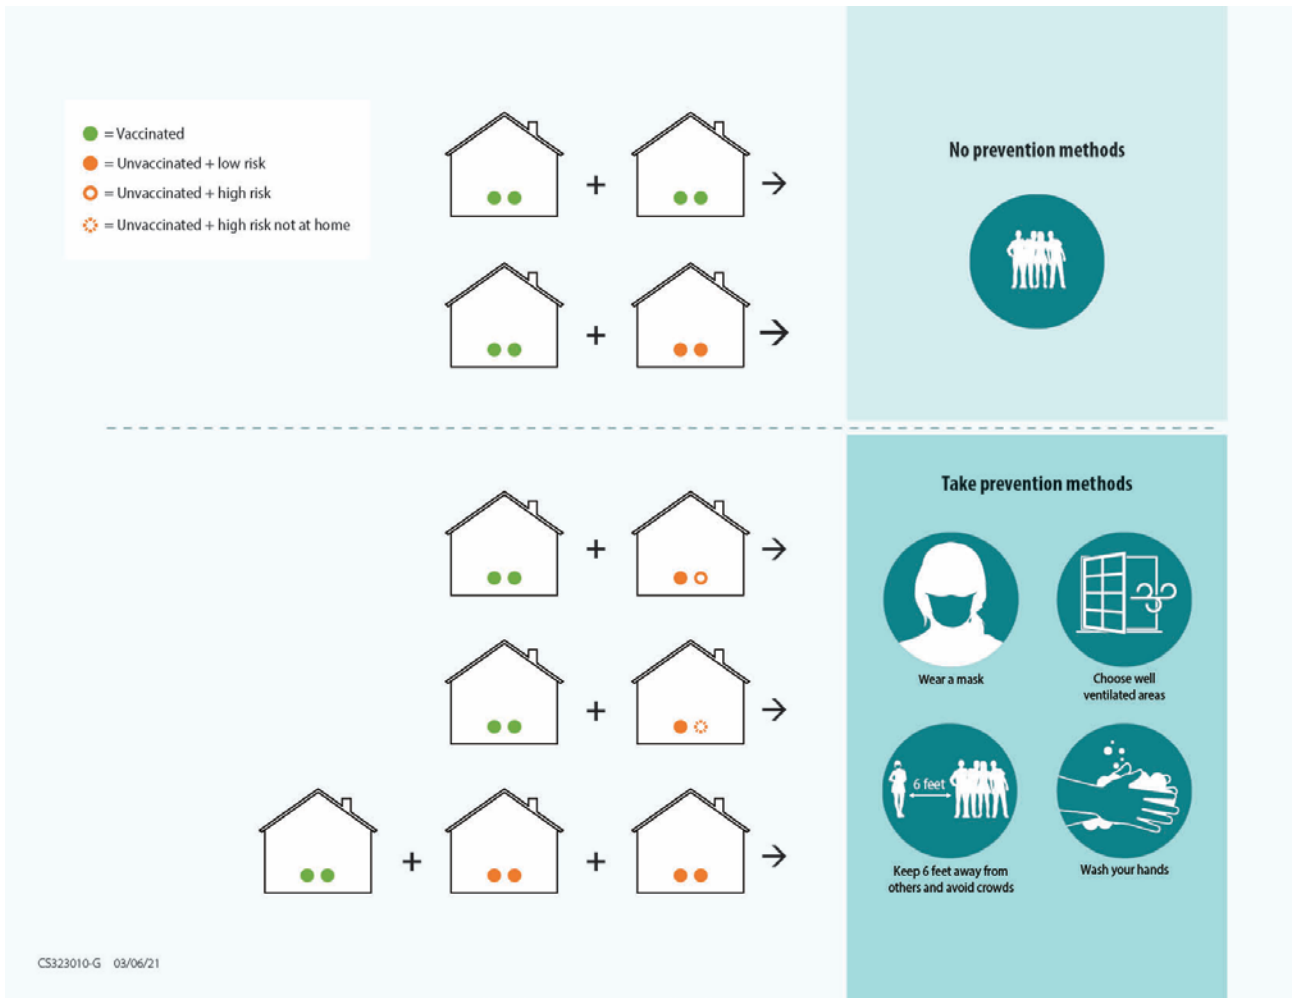 = Vaccinated
= Unvaccinated + low risk
= Unvaccinated + high risk
= Unvaccinated + high risk not at home
No prevention methods
+
+
Take prevention methods
+
+
+ +
Wear a mask
Choose well
ventilated areas
6 feet
Keep 6 feet away from
others and avoid crowds
Wash your hands
CS323010-G 03/06/21